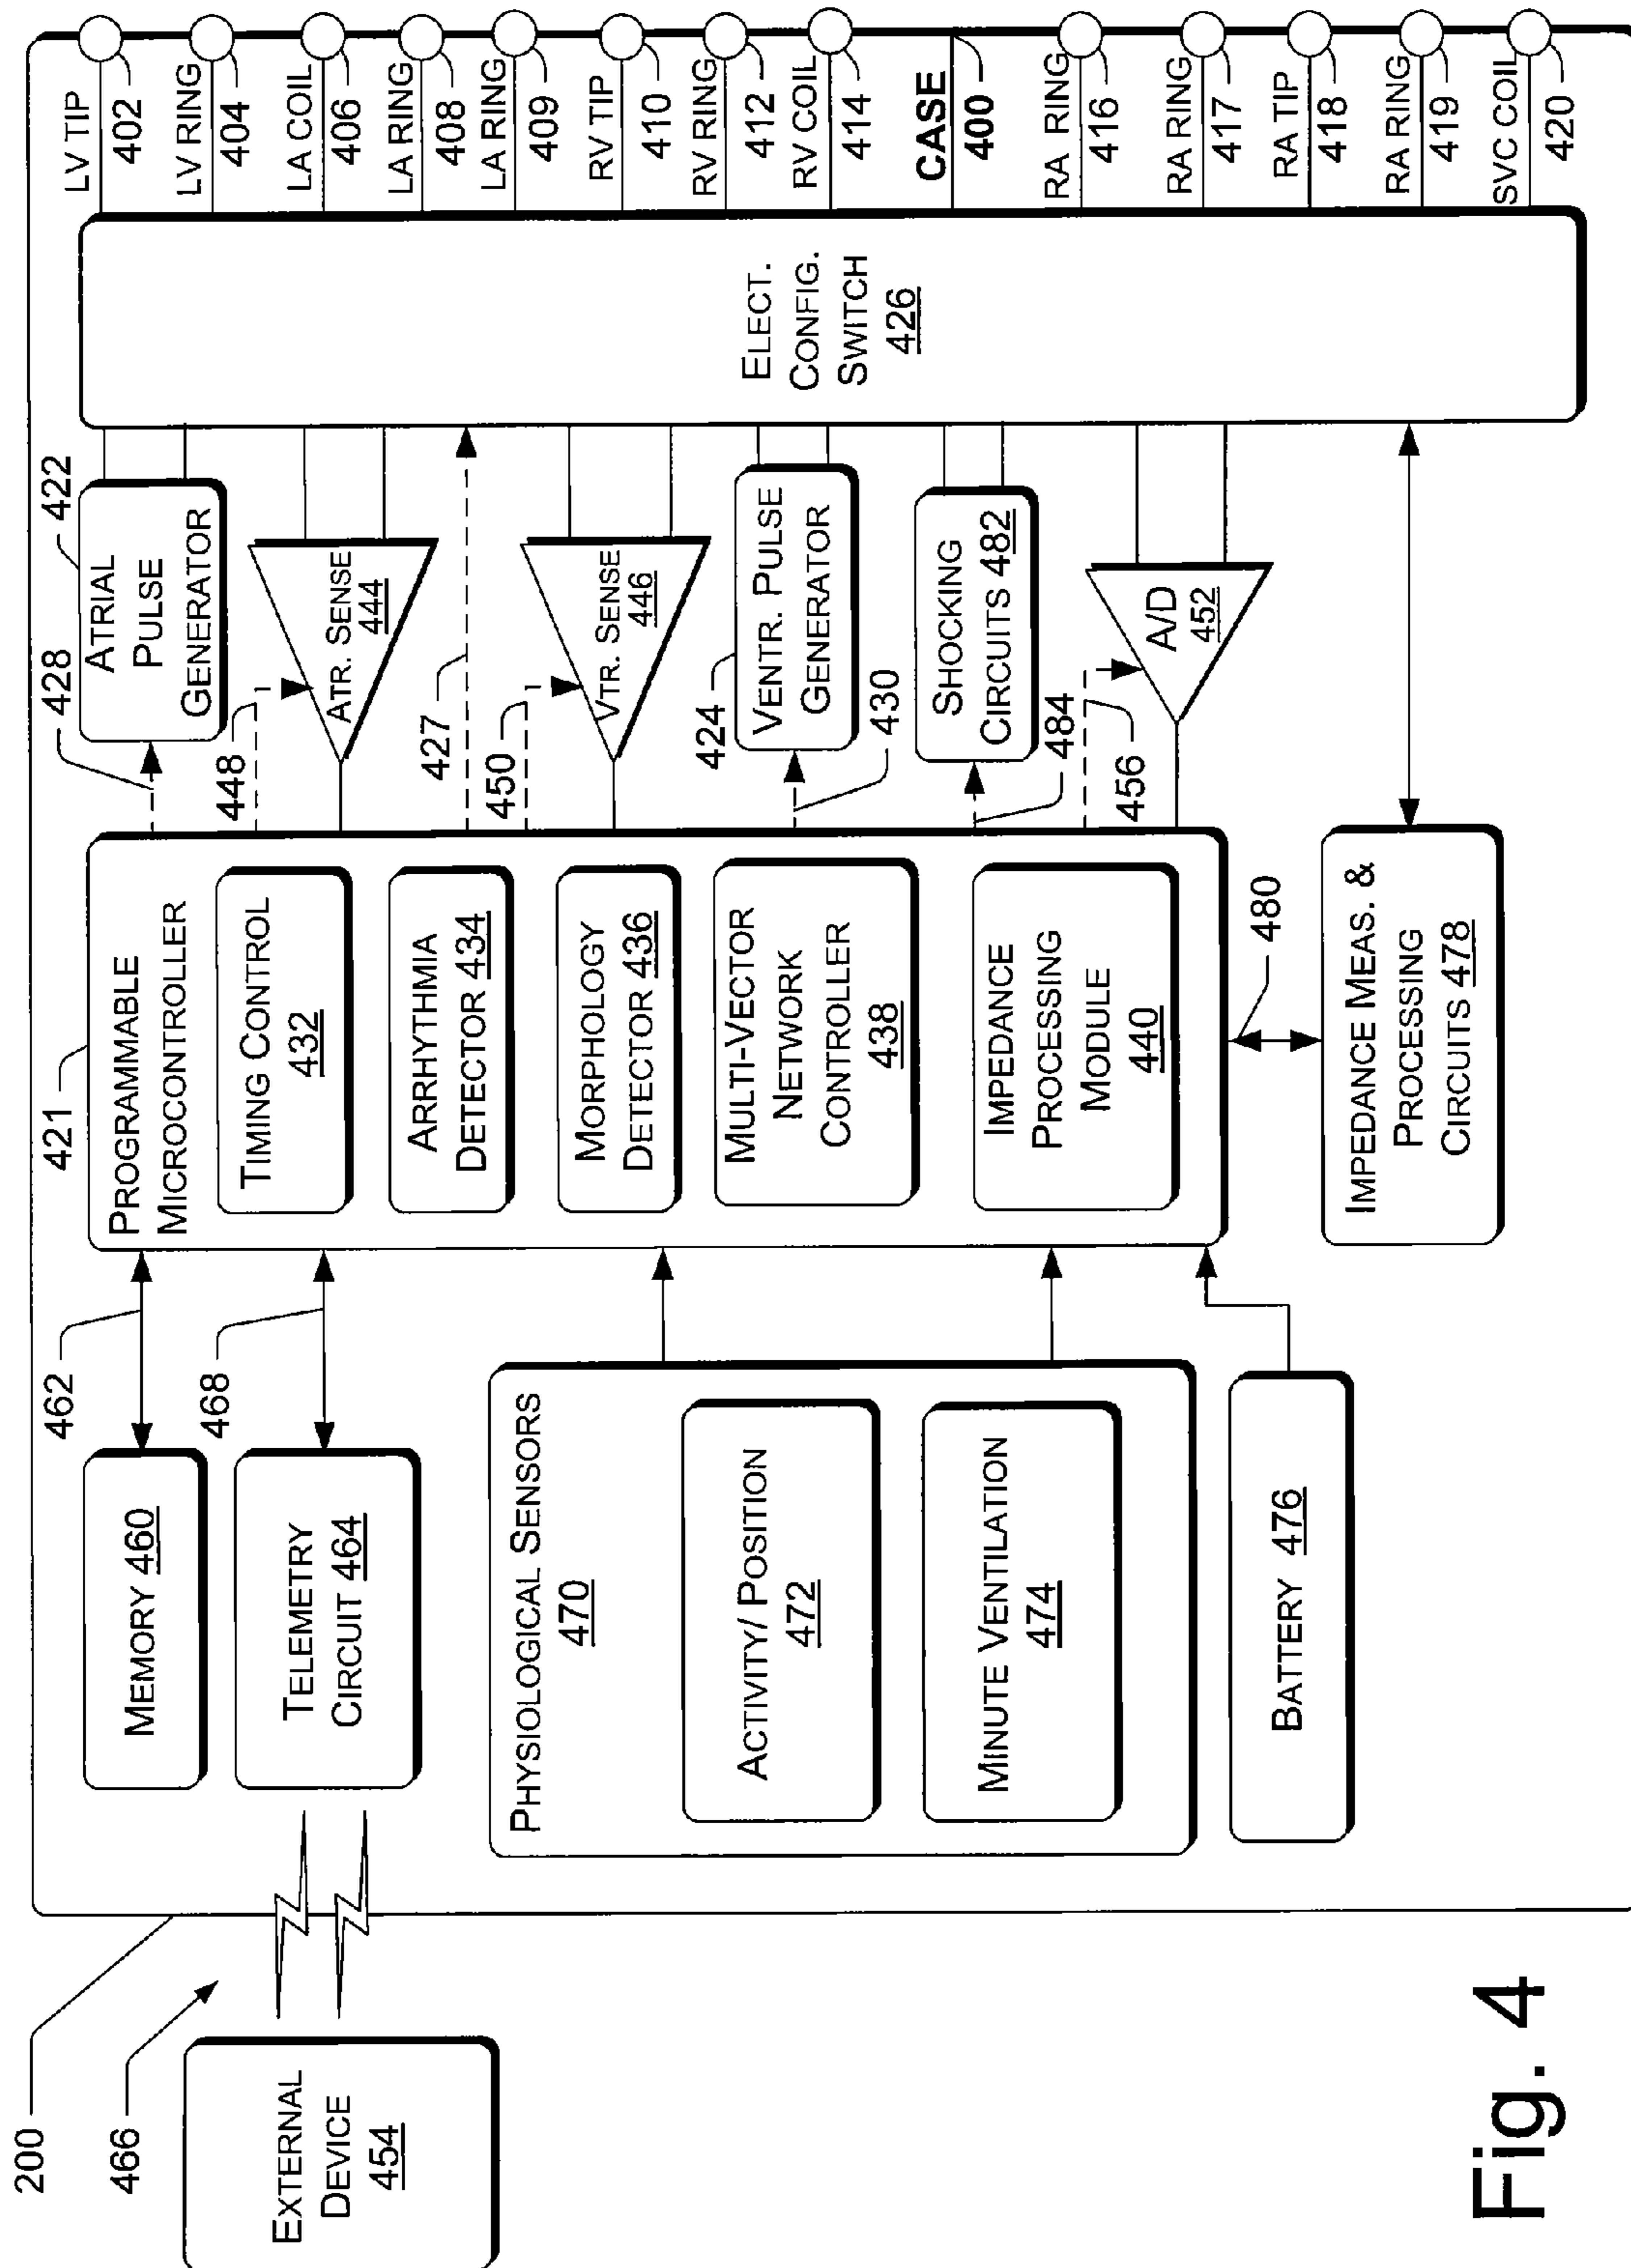 200
466
EXTERNAL
DEVICE
454
MEMORY 460
462
TELEMETRY
CIRCUIT 464
468
PHYSIOLOGICAL SENSORS
470
ACTIVITY/ POSITION
472
MINUTE VENTILATION
474
BATTERY 476
421
PROGRAMMABLE
MICROCONTROLLER
TIMING CONTROL
432
ARRHYTHMIA
DETECTOR 434
MORPHOLOGY
DETECTOR 436
MULTI-VECTOR
NETWORK
CONTROLLER
438
IMPEDANCE
PROCESSING
MODULE
440
480
IMPEDANCE MEAS. &
PROCESSING
CIRCUITS 478
428
422
ATRIAL
PULSE
GENERATOR
448
ATR. SENSE
444
427
450
VTR. SENSE
446
424
VENTR. PULSE
GENERATOR
430
SHOCKING
CIRCUITS 482
484
456
A/D
452
ELECT.
CONFIG.
SWITCH
426
LV TIP
402
LV RING
404
LA COIL
406
LA RING
408
LA RING
409
RV TIP
410
RV RING
412
RV COIL
414
CASE
400
RA RING
416
RA RING
417
RA TIP
418
RA RING
419
SVC COIL
420
Fig. 4